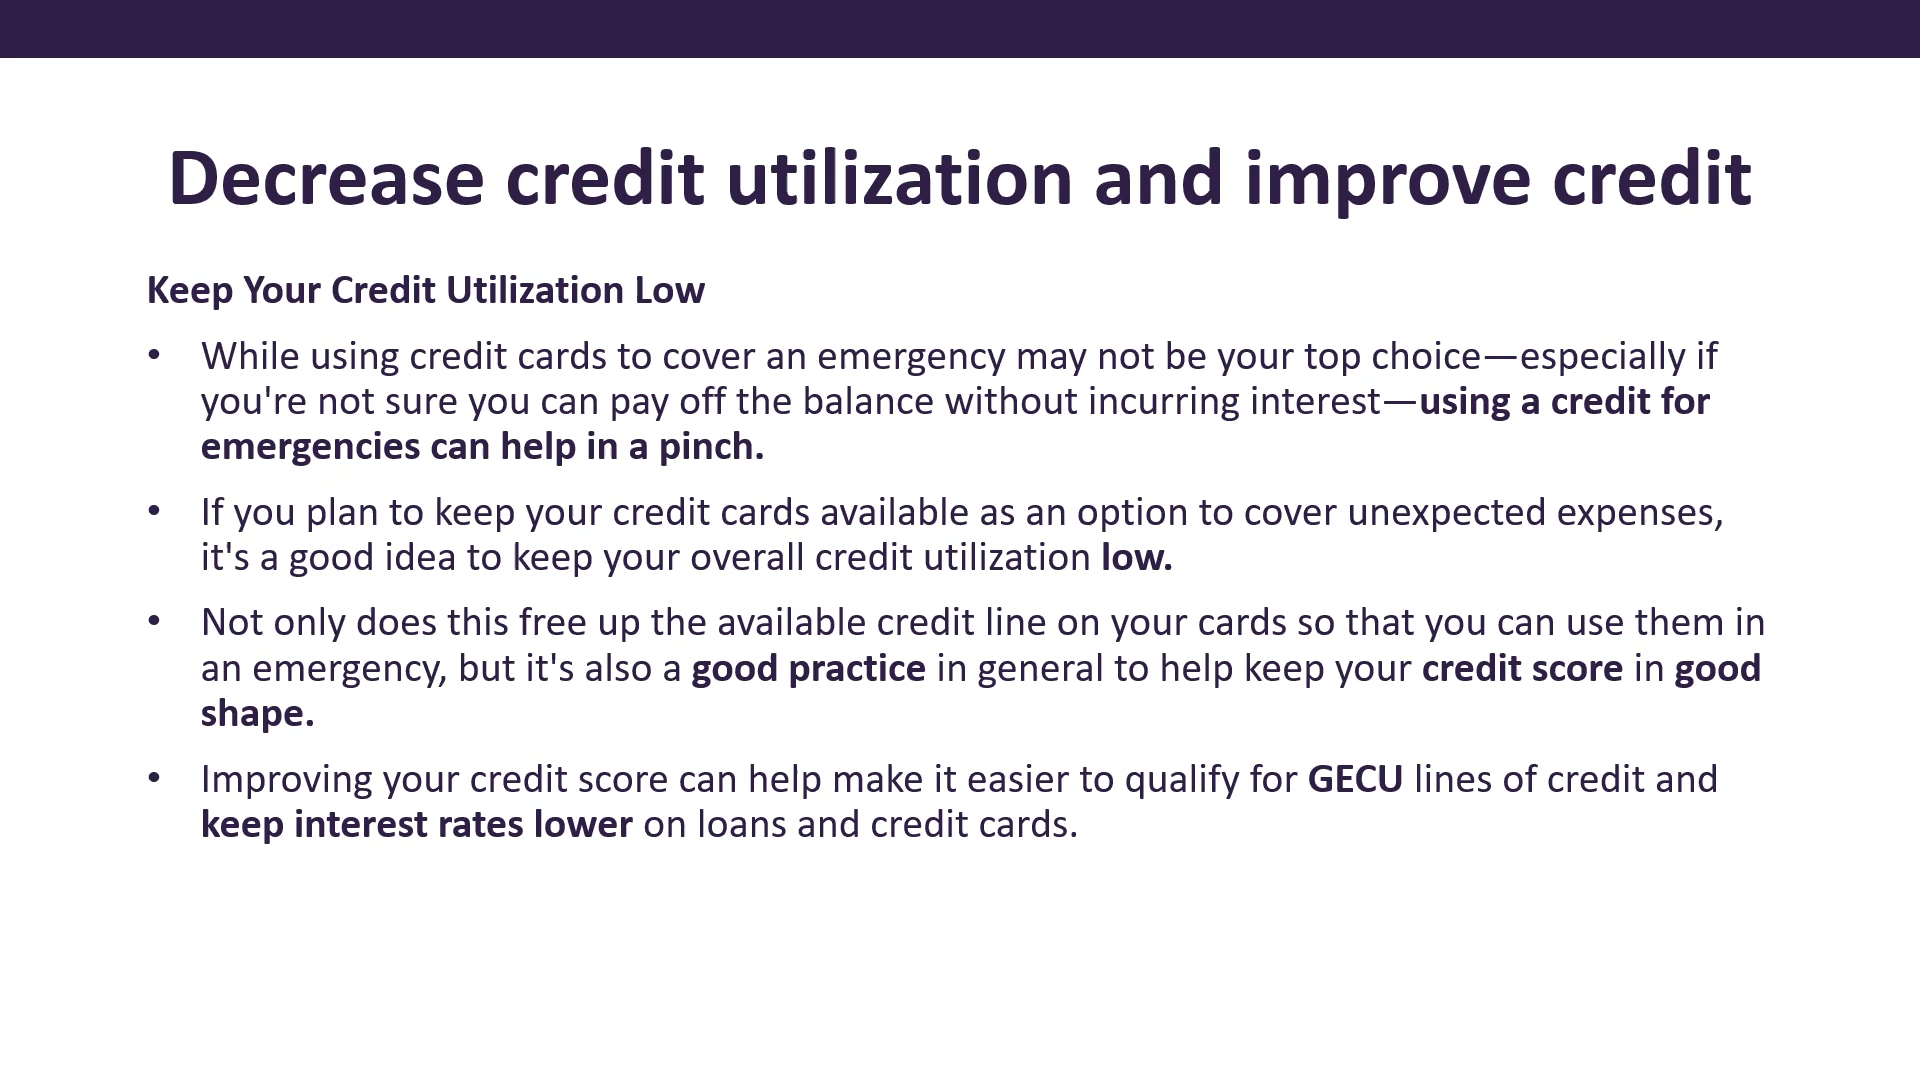 Decrease credit utilization and improve credit
Keep Your Credit Utilization Low
• While using credit cards to cover an emergency may not be your top choice—especially if
you're not sure you can pay off the balance without incurring interest—using a credit for
emergencies can help in a pinch.
• If you plan to keep your credit cards available as an option to cover unexpected expenses,
it's a good idea to keep your overall credit utilization low.
• Not only does this free up the available credit line on your cards so that you can use them in
an emergency, but it's also a good practice in general to help keep your credit score in good
shape.
• Improving your credit score can help make it easier to qualify for GECU lines of credit and
keep interest rates lower on loans and credit cards.